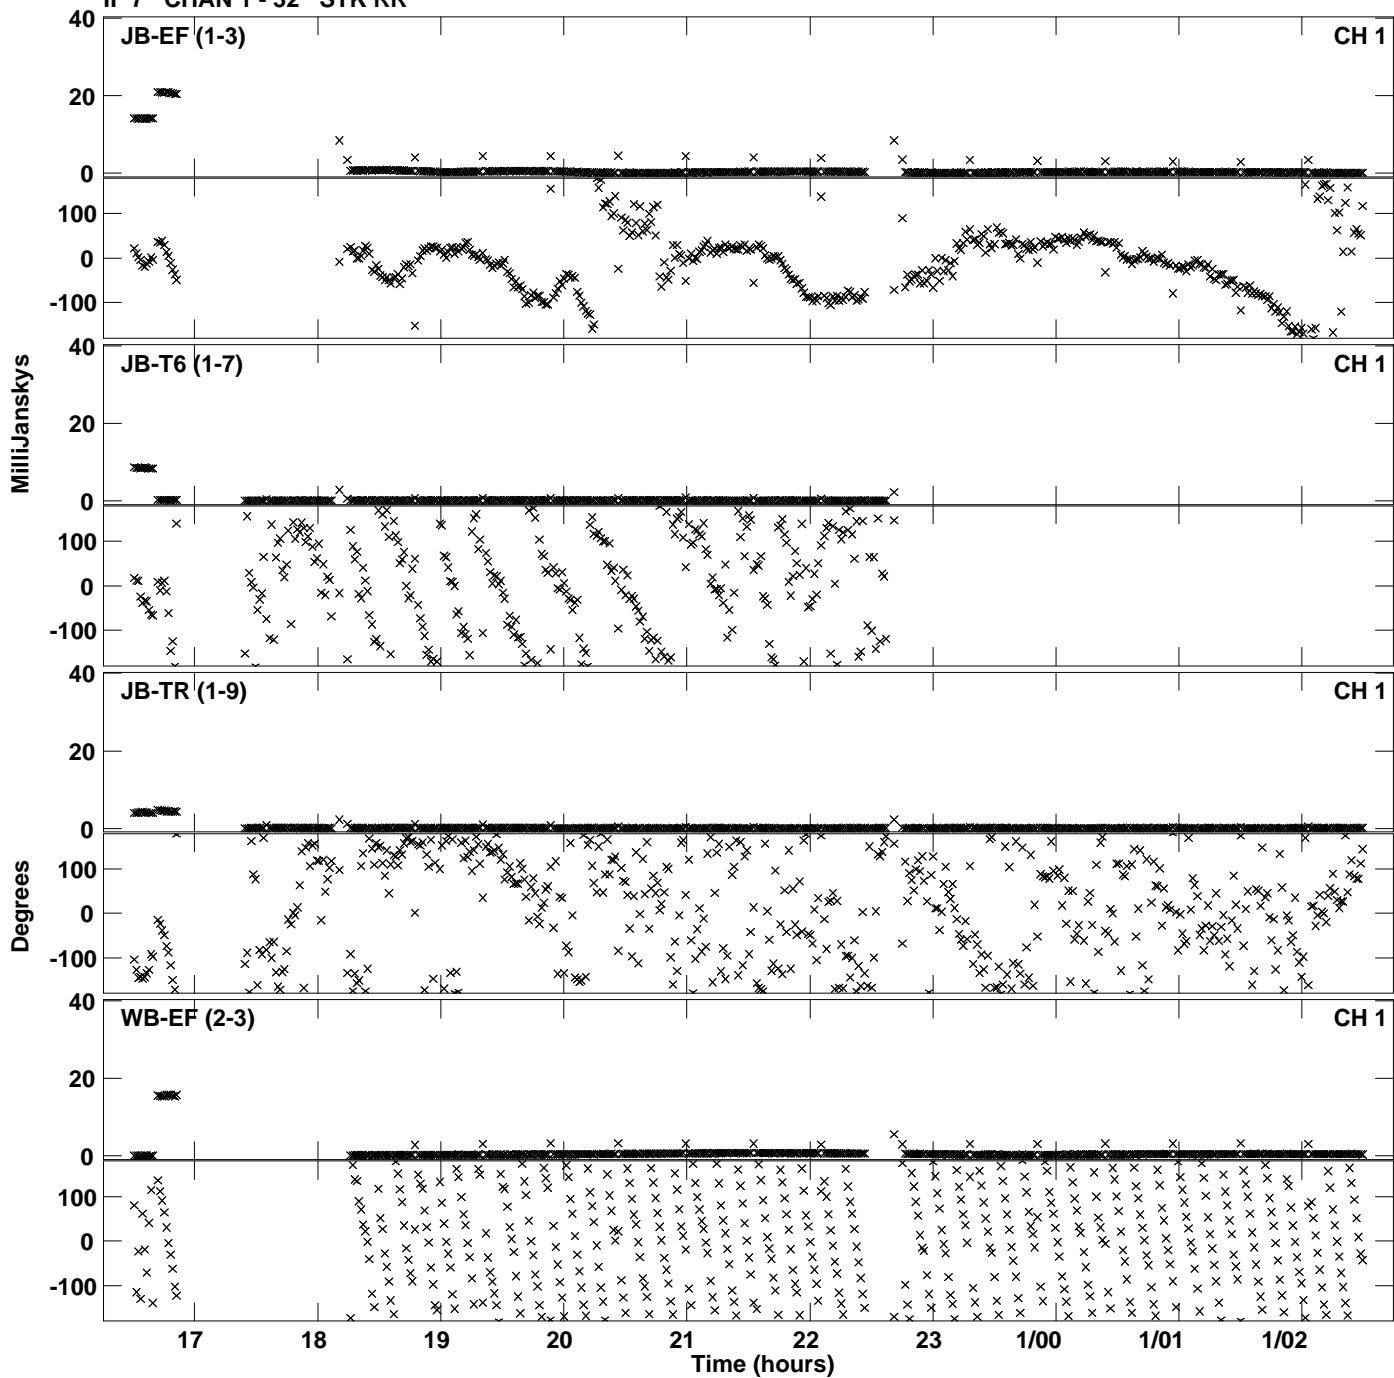 IF 7 CHAN 1 - 32 STK RR
40
JB-EF (1-3)
CH 1
20
0
100
0
-100
40
JB-T6 (1-7)
CH 1
20
0
100
0
-100
MilliJanskys
40
JB-TR (1-9)
CH 1
20
0
100
0
-100
Degrees
40
WB-EF (2-3)
CH 1
20
0
100
0
-100
17 18 19 20 21 22 23 1/00 1/01 1/02
Time (hours)